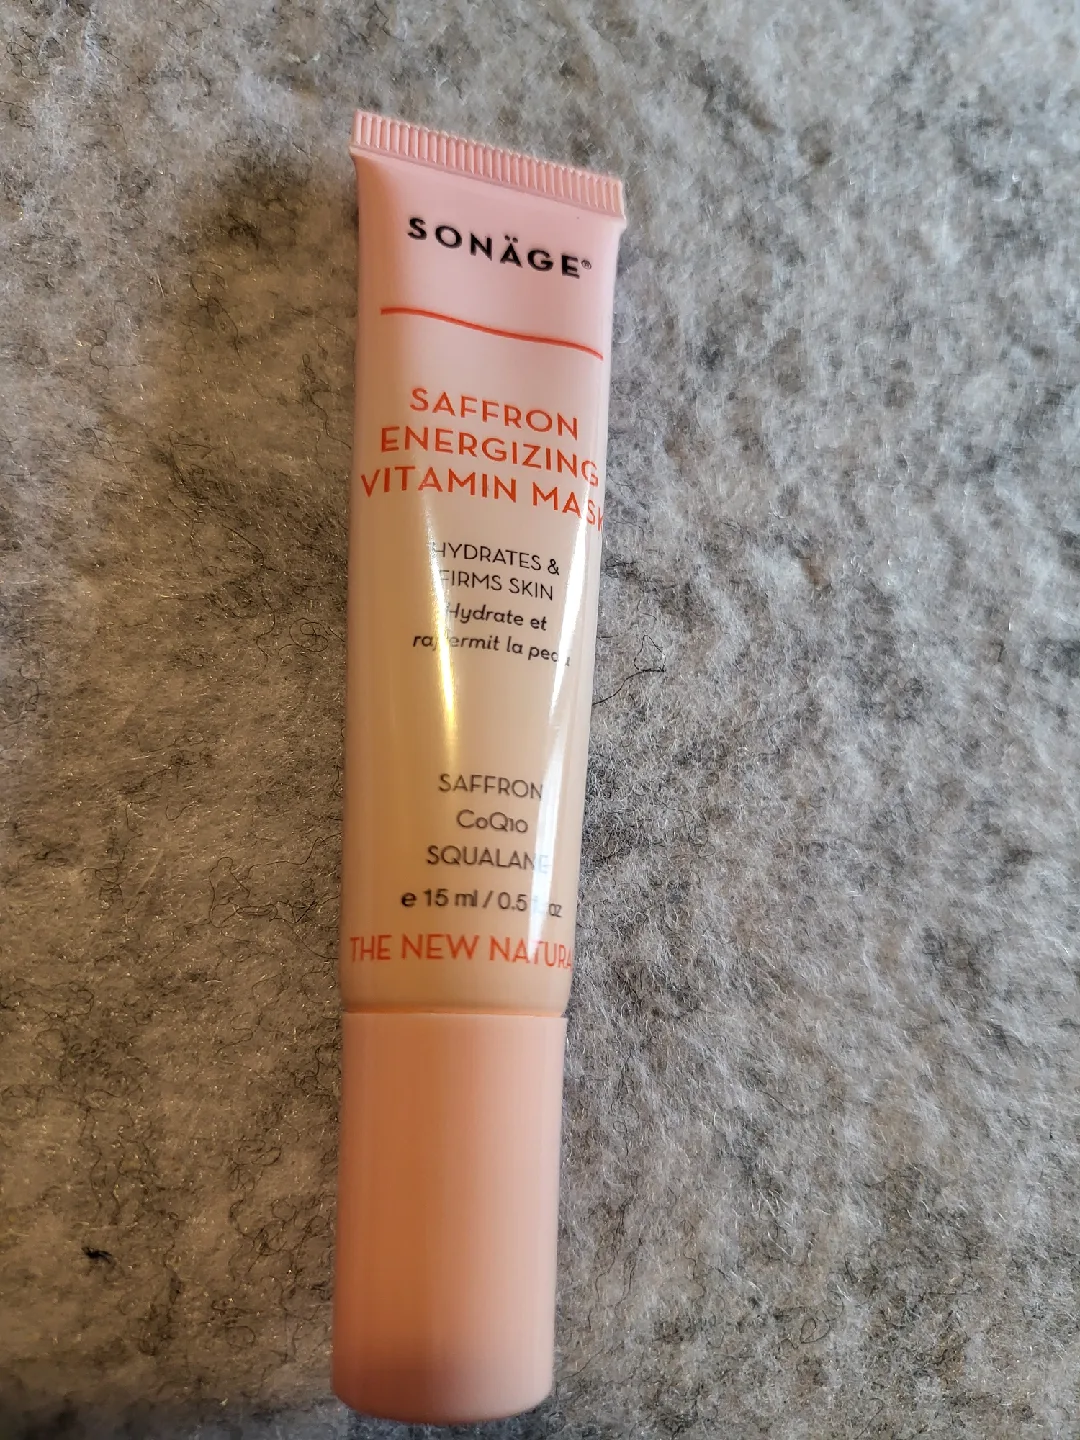 SONÄGE®
SAFFRON
ENERGIZING
VITAMIN MASK
HYDRATES &
FIRMS SKIN
Hydrate et
raffermit la peau
SAFFRON
CoQ10
SQUALANE
℮ 15 ml / 0.5 fl oz
THE NEW NATURA